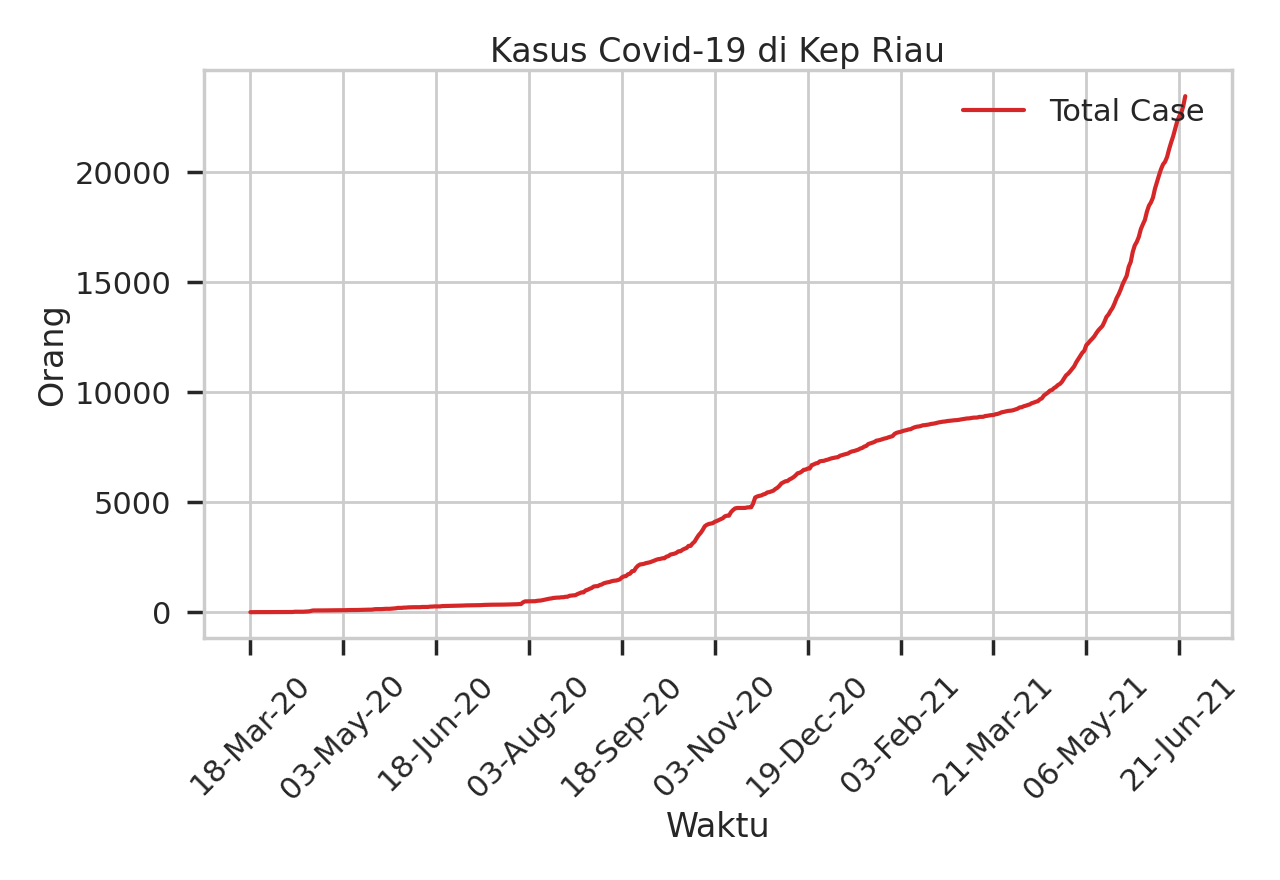 Kasus Covid-19 di Kep Riau
Total Case
Orang
20000
15000
10000
5000
0
18-Mar-20
03-May-20
18-Jun-20
03-Aug-20
18-Sep-20
03-Nov-20
19-Dec-20
03-Feb-21
21-Mar-21
06-May-21
21-Jun-21
Waktu